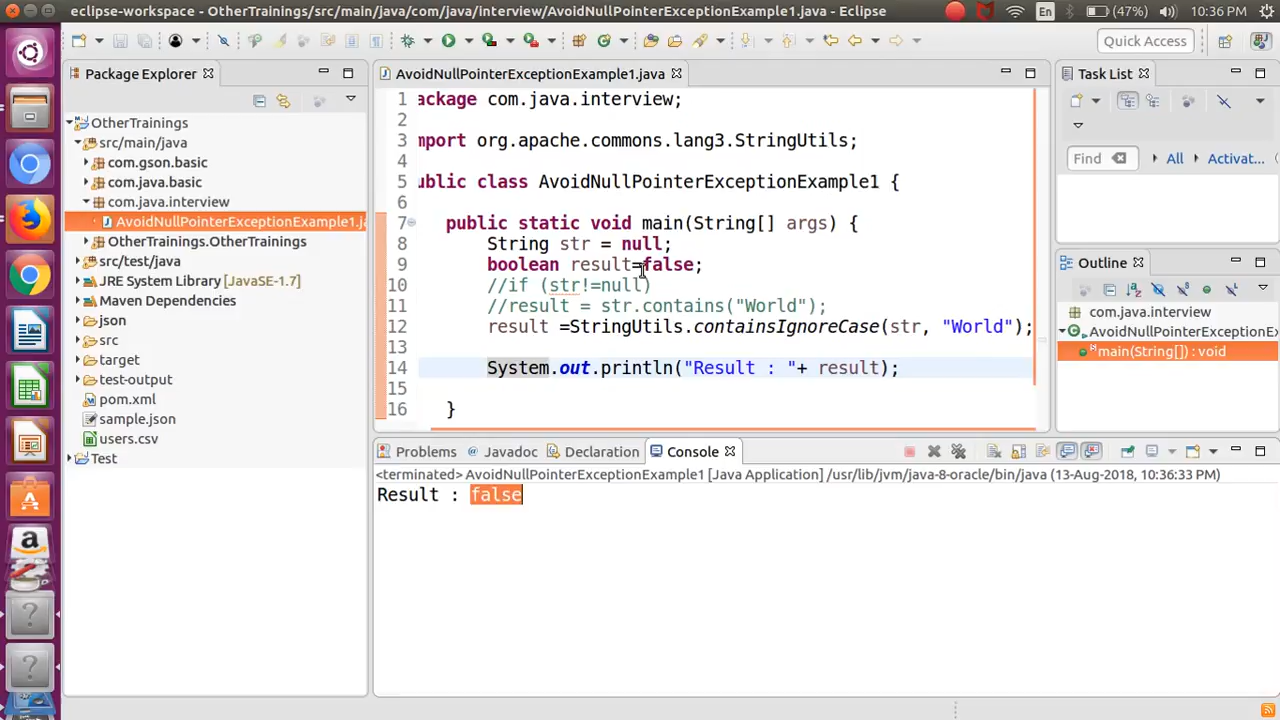 eclipse-workspace - OtherTrainings/src/main/java/com/java/interview/AvoidNullPointerExceptionExample1.java - Eclipse
En
(47%)
10:36 PM
Quick Access
Package Explorer
OtherTrainings
src/main/java
com.gson.basic
com.java.basic
com.java.interview
AvoidNullPointerExceptionExample1.ja
OtherTrainings.OtherTrainings
src/test/java
JRE System Library [JavaSE-1.7]
Maven Dependencies
json
src
target
test-output
pom.xml
sample.json
users.csv
Test
AvoidNullPointerExceptionExample1.java
1 ackage com.java.interview;
2
3 mport org.apache.commons.lang3.StringUtils;
4
5 ublic class AvoidNullPointerExceptionExample1 {
6
7 public static void main(String[] args) {
8 String str = null;
9 boolean result=false;
10 //if (str!=null)
11 //result = str.contains("World");
12 result =StringUtils.containsIgnoreCase(str, "World");
13
14 System.out.println("Result : "+ result);
15
16 }
Task List
Find
All
Activat...
Outline
com.java.interview
AvoidNullPointerExceptionE
main(String[]) : void
Problems
Javadoc
Declaration
Console
<terminated> AvoidNullPointerExceptionExample1 [Java Application] /usr/lib/jvm/java-8-oracle/bin/java (13-Aug-2018, 10:36:33 PM)
Result : false